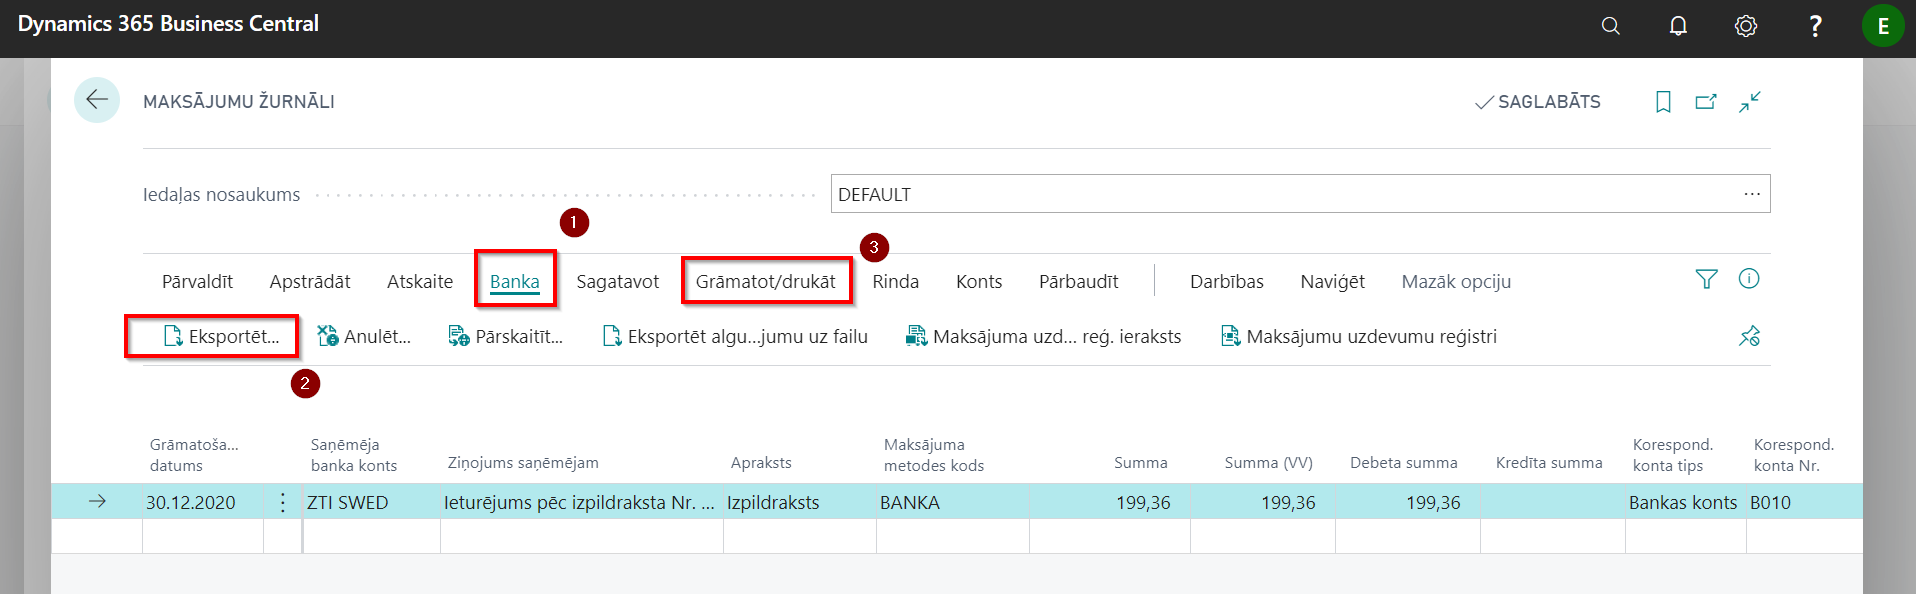 Dynamics 365 Business Central
?
E
MAKSĀJUMU ŽURNĀLI
SAGLABĀTS
Iedaļas nosaukums
DEFAULT
...
1
3
Pārvaldīt
Apstrādāt
Atskaite
Banka
Sagatavot
Grāmatot/drukāt
Rinda
Konts
Pārbaudīt
Darbības
Naviģēt
Mazāk opciju
Eksportēt...
Anulēt...
Pārskaitīt...
Eksportēt algu...jumu uz failu
Maksājuma uzd... reģ. ieraksts
Maksājumu uzdevumu reģistri
2
Grāmatoša...
datums
Saņēmēja
banka konts
Ziņojums saņēmējam
Apraksts
Maksājuma
metodes kods
Summa
Summa (VV)
Debeta summa
Kredīta summa
Korespond.
konta tips
Korespond.
konta Nr.
30.12.2020
ZTI SWED
Ieturējums pēc izpildraksta Nr. ...
Izpildraksts
BANKA
199,36
199,36
199,36
Bankas konts
B010